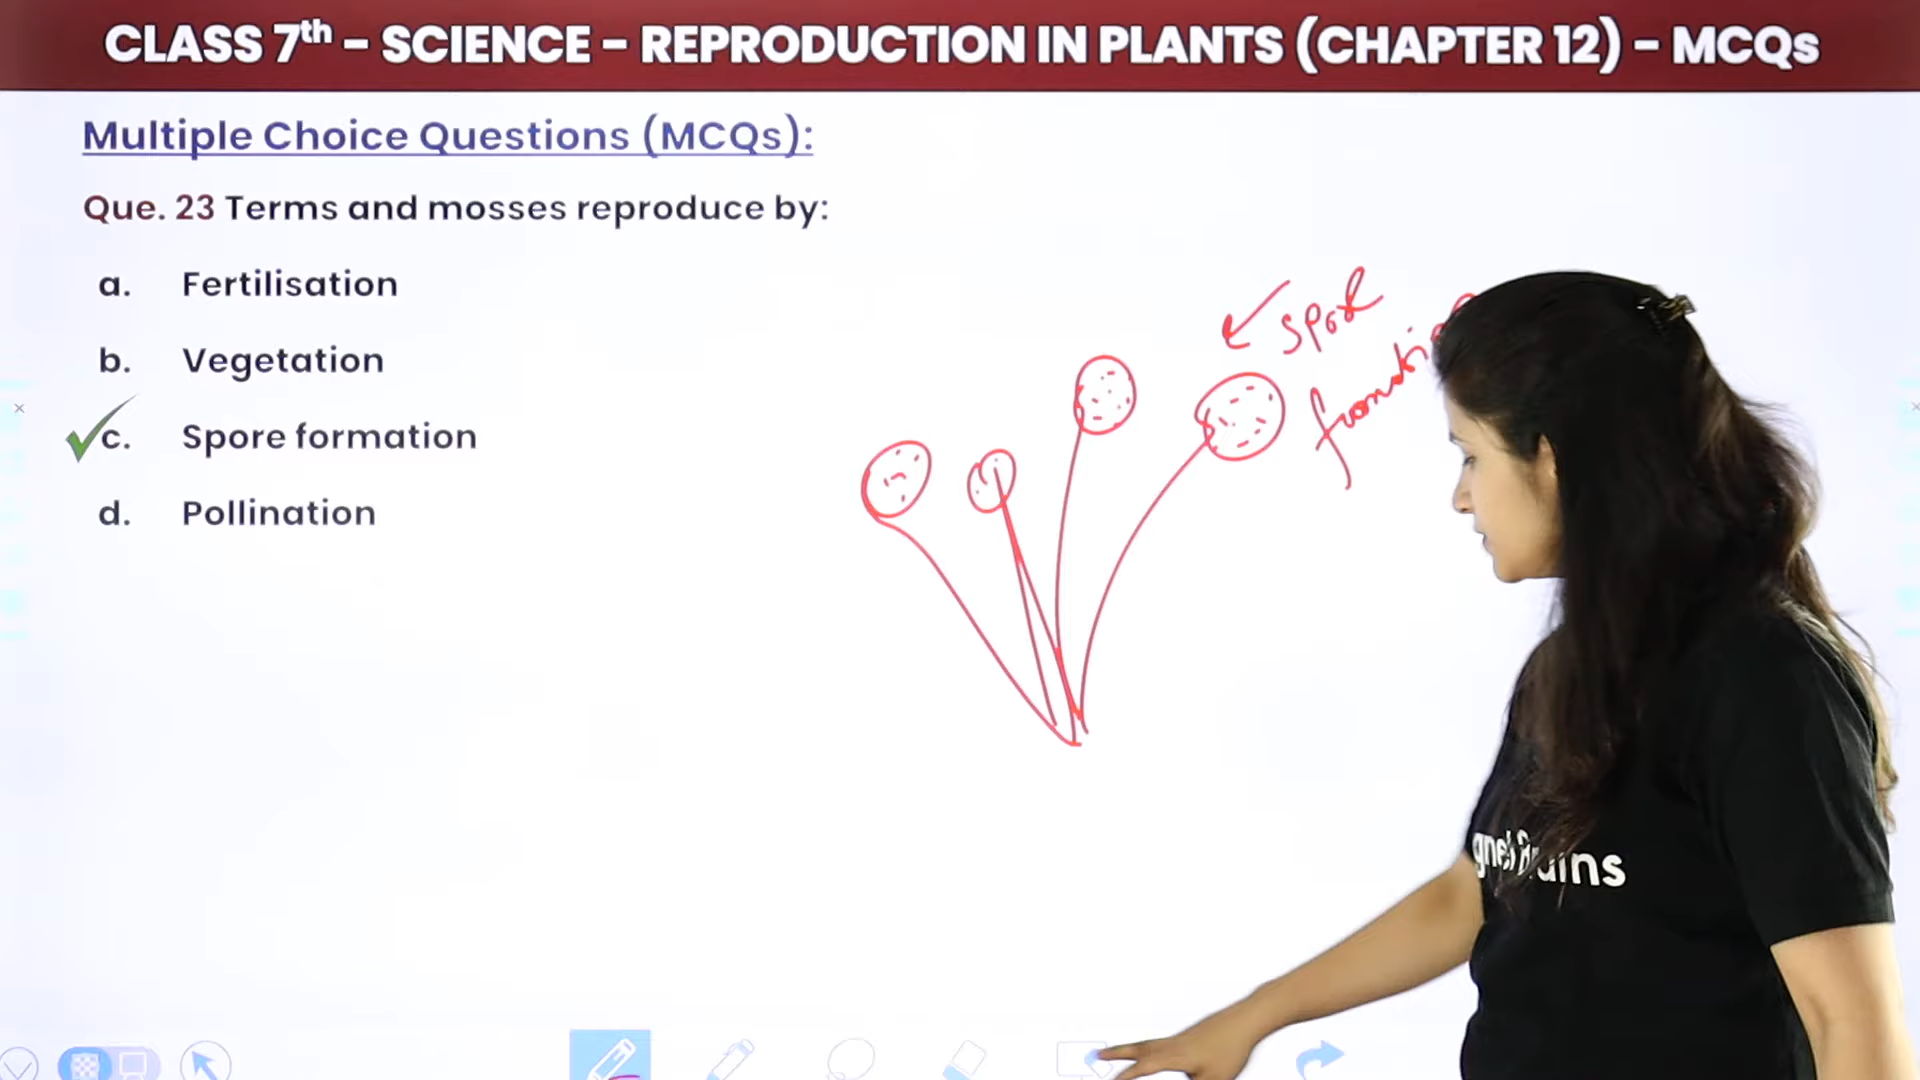 CLASS 7th – SCIENCE – REPRODUCTION IN PLANTS (CHAPTER 12) – MCQs
Multiple Choice Questions (MCQs):
Que. 23 Terms and mosses reproduce by:
a. Fertilisation
b. Vegetation
c. Spore formation
d. Pollination